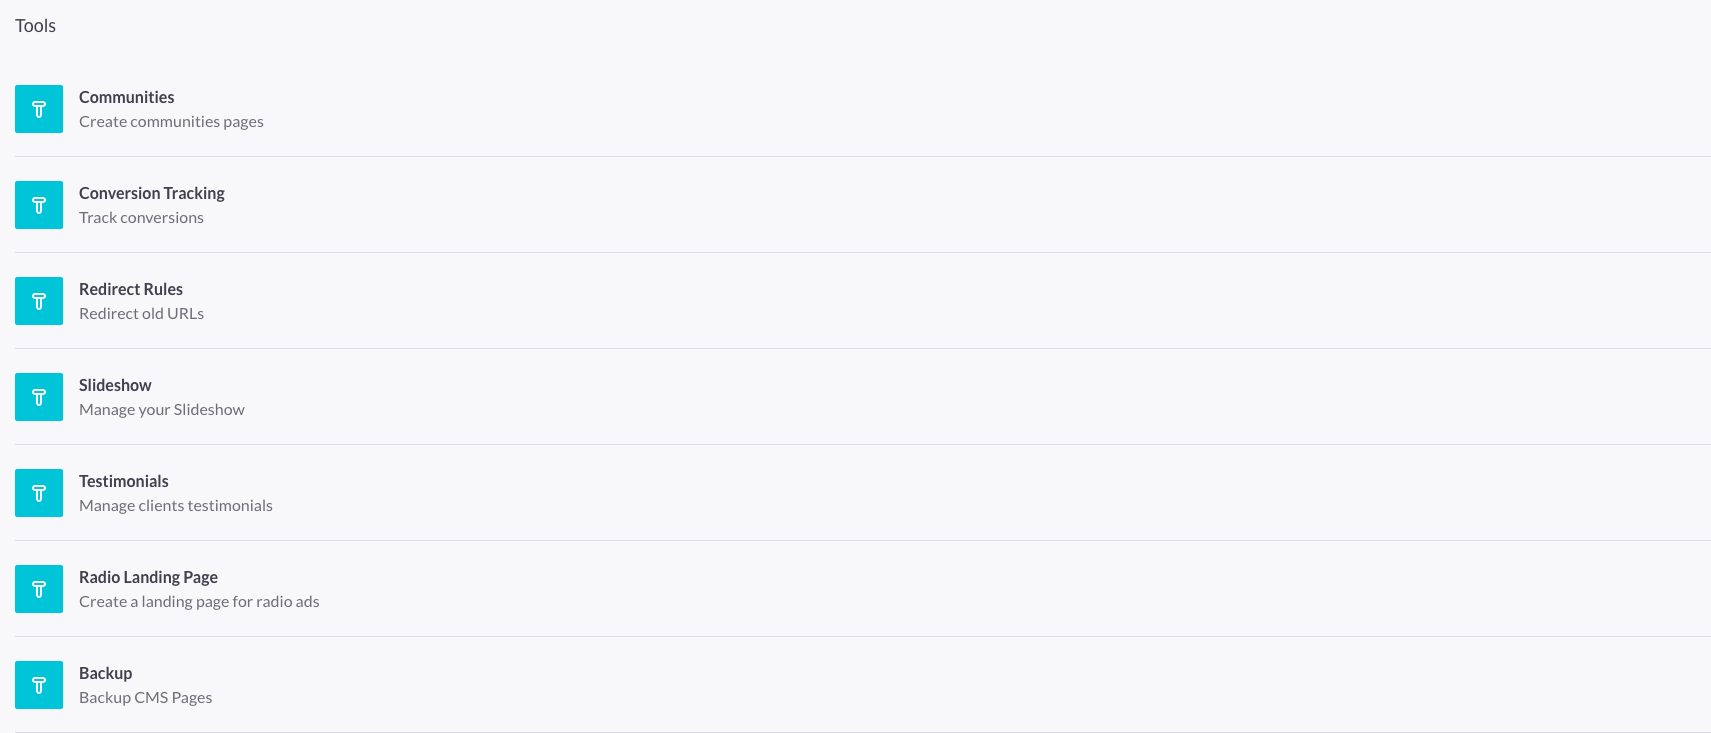 Tools
Communities
Create communities pages
Conversion Tracking
Track conversions
Redirect Rules
Redirect old URLs
Slideshow
Manage your Slideshow
Testimonials
Manage clients testimonials
Radio Landing Page
Create a landing page for radio ads
Backup
Backup CMS Pages